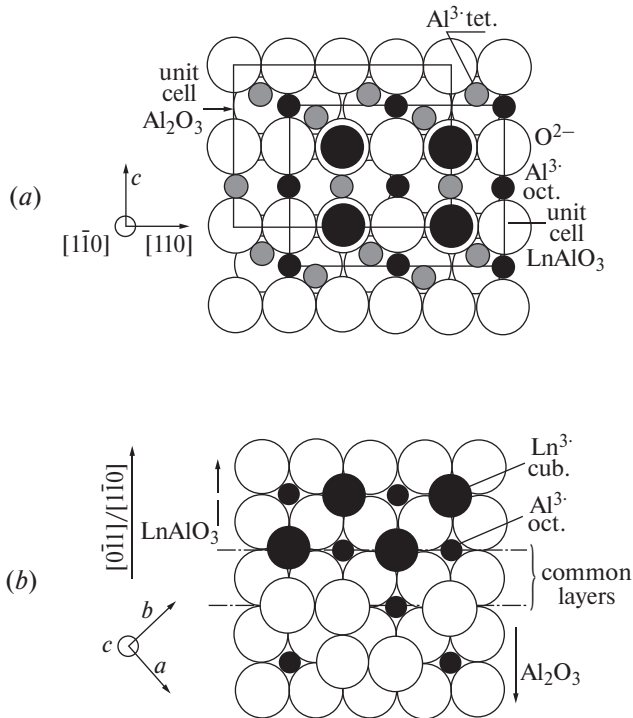 Al³·tet.
unit
cell
Al₂O₃
O²⁻
Al³·
oct.
(a)
c
[11̄0]
[110]
unit
cell
LnAlO₃
Ln³·
cub.
[01̄1]/[11̄0]
LnAlO₃
Al³·
oct.
(b)
common
layers
b
c
a
Al₂O₃